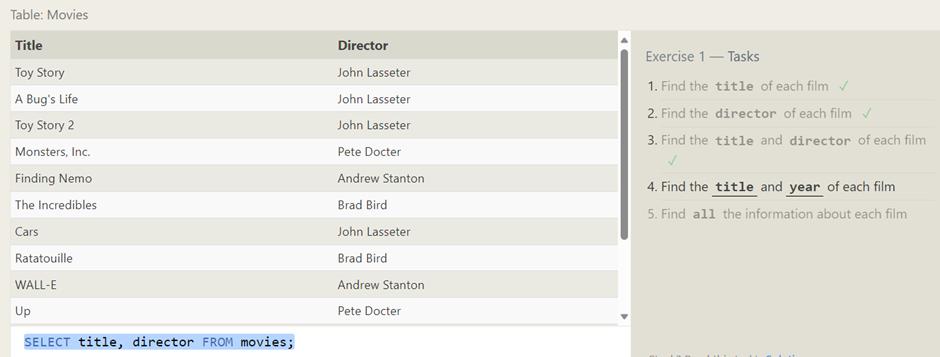 Table: Movies
Title Director
Toy Story John Lasseter
A Bug's Life John Lasseter
Toy Story 2 John Lasseter
Monsters, Inc. Pete Docter
Finding Nemo Andrew Stanton
The Incredibles Brad Bird
Cars John Lasseter
Ratatouille Brad Bird
WALL-E Andrew Stanton
Up Pete Docter
SELECT title, director FROM movies;
Exercise 1 — Tasks
1. Find the title of each film ✓
2. Find the director of each film ✓
3. Find the title and director of each film
✓
4. Find the title and year of each film
5. Find all the information about each film